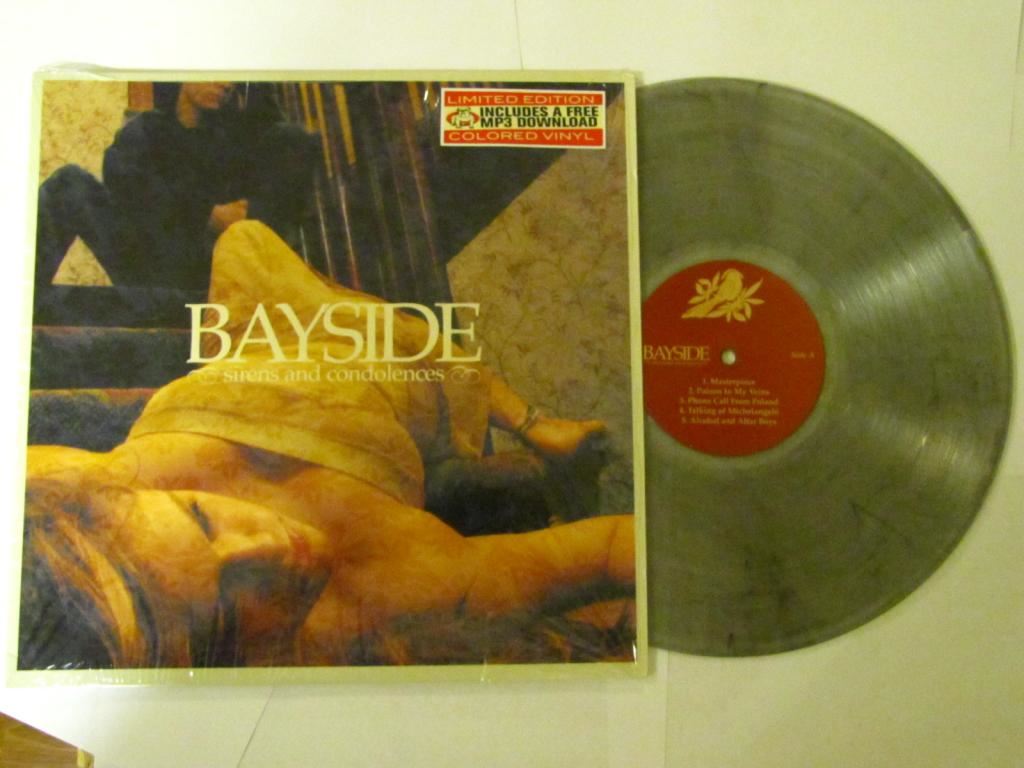 LIMITED EDITION
INCLUDES A FREE
MP3 DOWNLOAD
COLORED VINYL
BAYSIDE
sirens and condolences
BAYSIDE
Side A
1. Masterpiece
2. Poison in My Veins
3. Phone Call From Poland
4. Talking of Michelangelo
5. Alcohol and Altar Boys